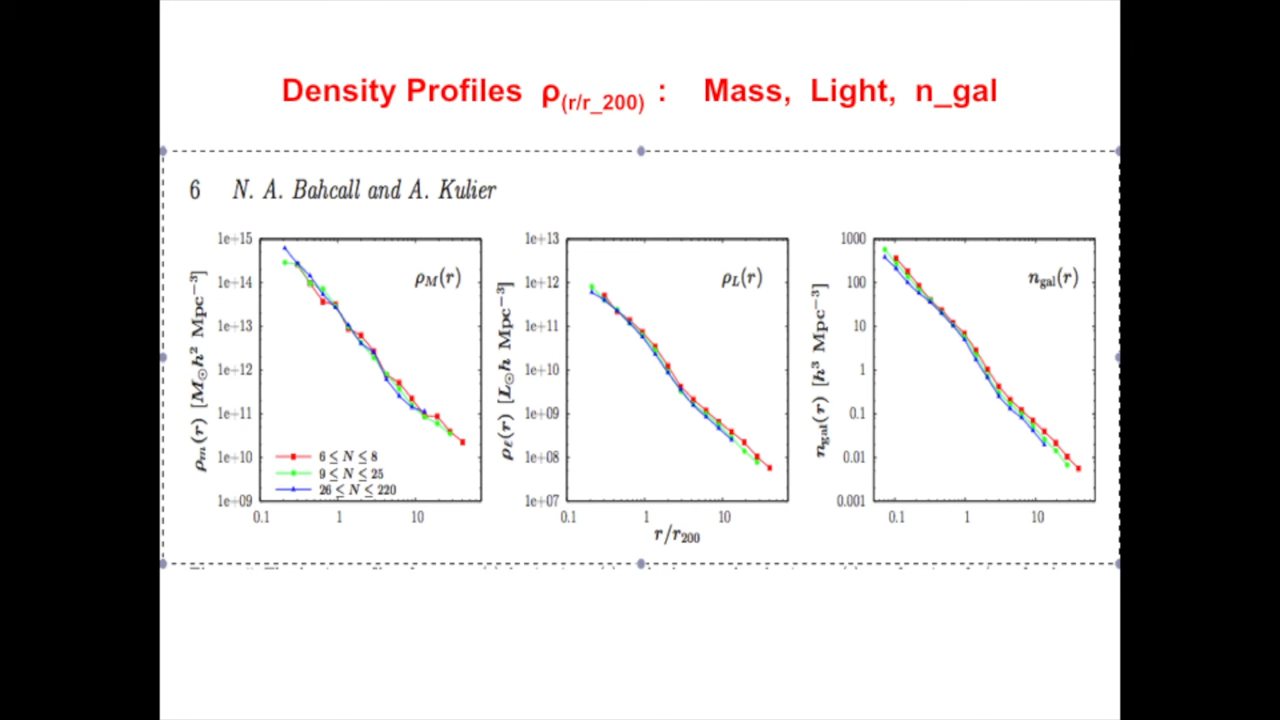 Density Profiles ρ(r/r_200) : Mass, Light, n_gal
6 N. A. Bahcall and A. Kulier
1e+15
1e+14
1e+13
1e+12
1e+11
1e+10
1e+09
ρm(r) [M⊙h² Mpc⁻³]
ρM(r)
6 ≤ N ≤ 8
9 ≤ N ≤ 25
26 ≤ N ≤ 220
0.1 1 10
1e+13
1e+12
1e+11
1e+10
1e+09
1e+08
1e+07
ρℓ(r) [L⊙h Mpc⁻³]
ρL(r)
0.1 1 10
r/r200
1000
100
10
1
0.1
0.01
0.001
ngal(r) [h³ Mpc⁻³]
ngal(r)
0.1 1 10